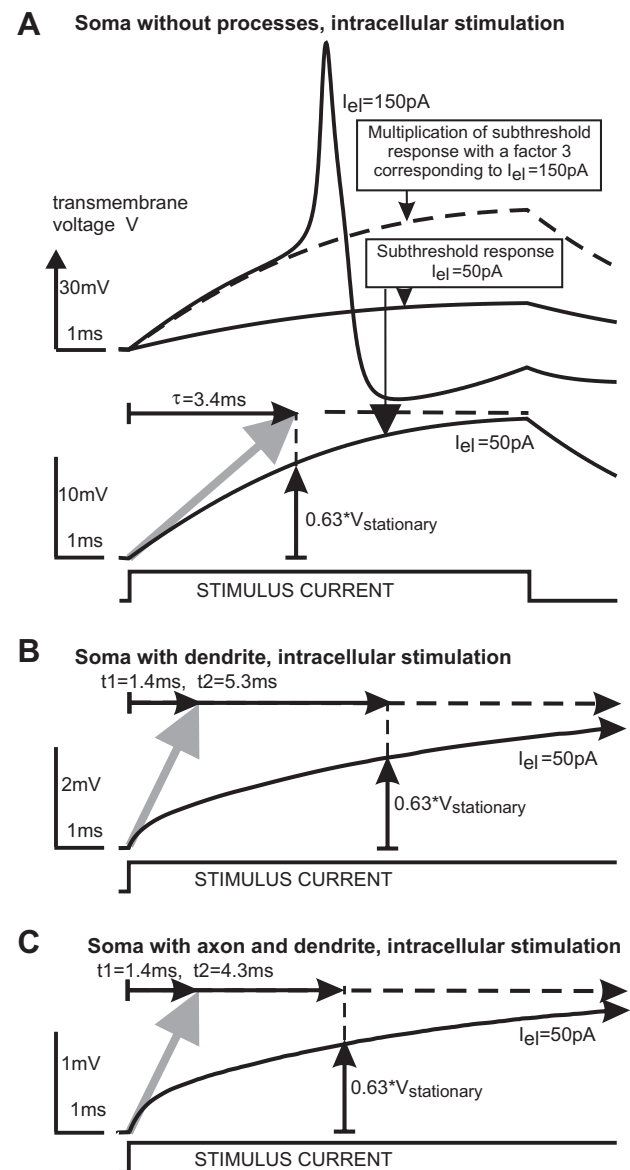 A Soma without processes, intracellular stimulation
Iel=150pA
Multiplication of subthreshold
response with a factor 3
corresponding to Iel=150pA
transmembrane
voltage V
Subthreshold response
Iel=50pA
30mV
1ms
τ=3.4ms
Iel=50pA
10mV
0.63*Vstationary
1ms
STIMULUS CURRENT
B Soma with dendrite, intracellular stimulation
t1=1.4ms, t2=5.3ms
Iel=50pA
2mV
0.63*Vstationary
1ms
STIMULUS CURRENT
C Soma with axon and dendrite, intracellular stimulation
t1=1.4ms, t2=4.3ms
Iel=50pA
1mV
0.63*Vstationary
1ms
STIMULUS CURRENT